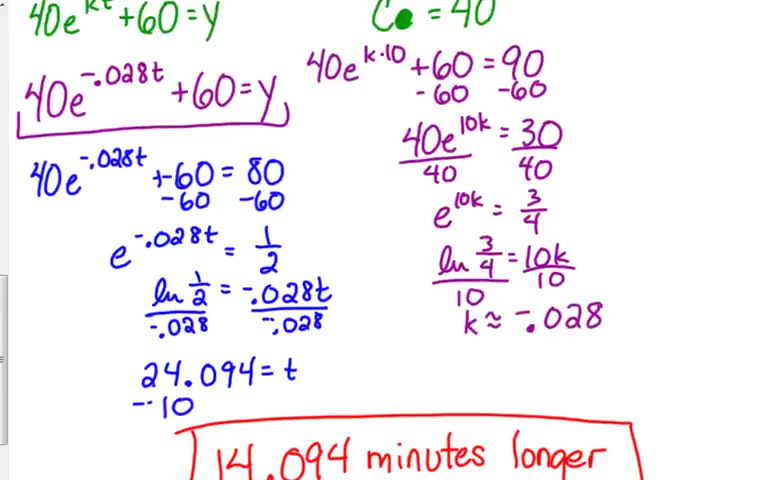 40e^{kt} + 60 = y
40e^{-.028t} + 60 = y
40e^{-.028t} + 60 = 80
-60 -60
e^{-.028t} = 1/2
ln 1/2 = -.028t
-.028 -.028
24.094 = t
-10
C = 40
40e^{k·10} + 60 = 90
-60 -60
40e^{10k} = 30
40 40
e^{10k} = 3/4
ln 3/4 = 10k
10 10
k ≈ -.028
14.094 minutes longer